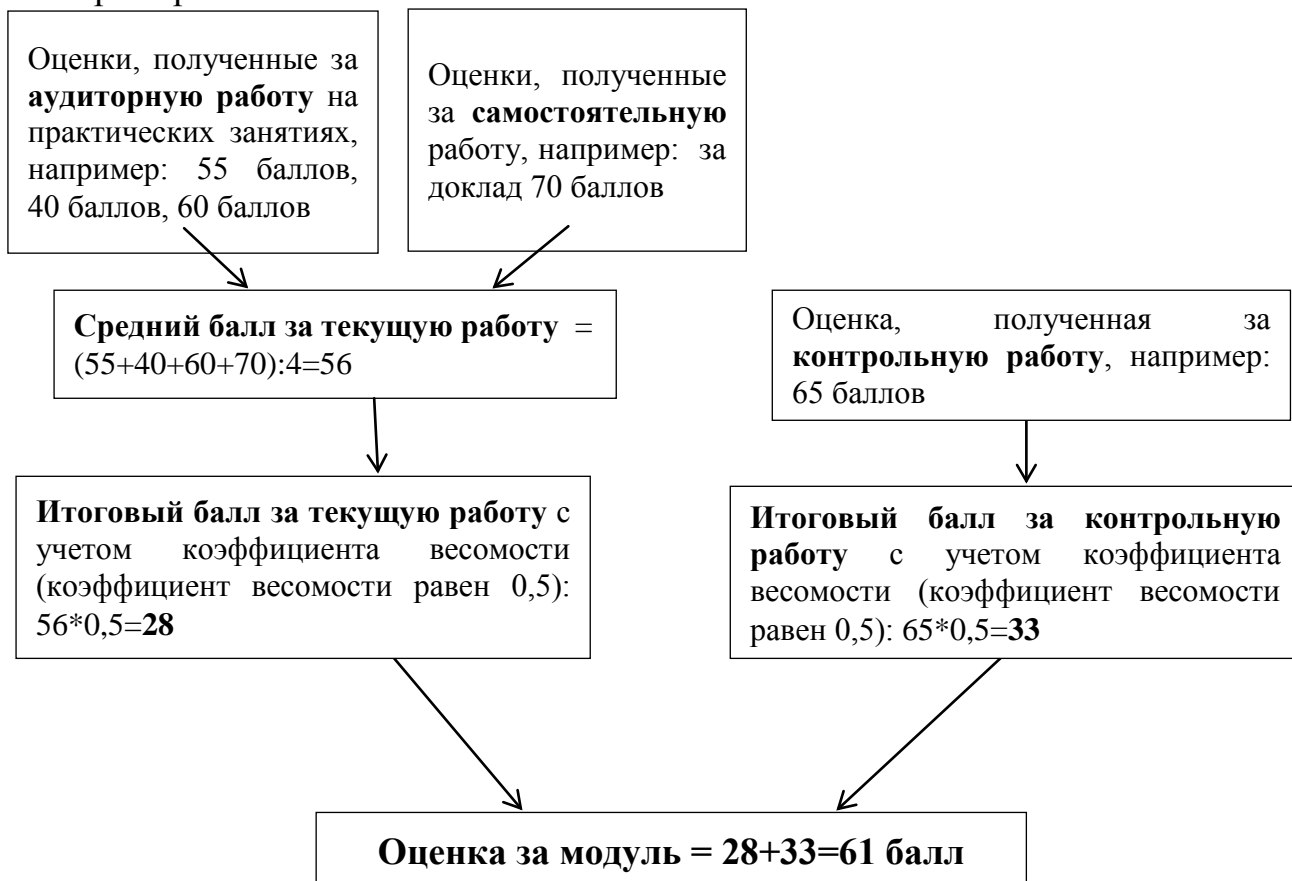 Оценки, полученные за
аудиторную работу на
практических занятиях,
например: 55 баллов,
40 баллов, 60 баллов
Оценки, полученные
за самостоятельную
работу, например: за
доклад 70 баллов
Средний балл за текущую работу =
(55+40+60+70):4=56
Оценка, полученная за
контрольную работу, например:
65 баллов
Итоговый балл за текущую работу с
учетом коэффициента весомости
(коэффициент весомости равен 0,5):
56*0,5=28
Итоговый балл за контрольную
работу с учетом коэффициента
весомости (коэффициент весомости
равен 0,5): 65*0,5=33
Оценка за модуль = 28+33=61 балл